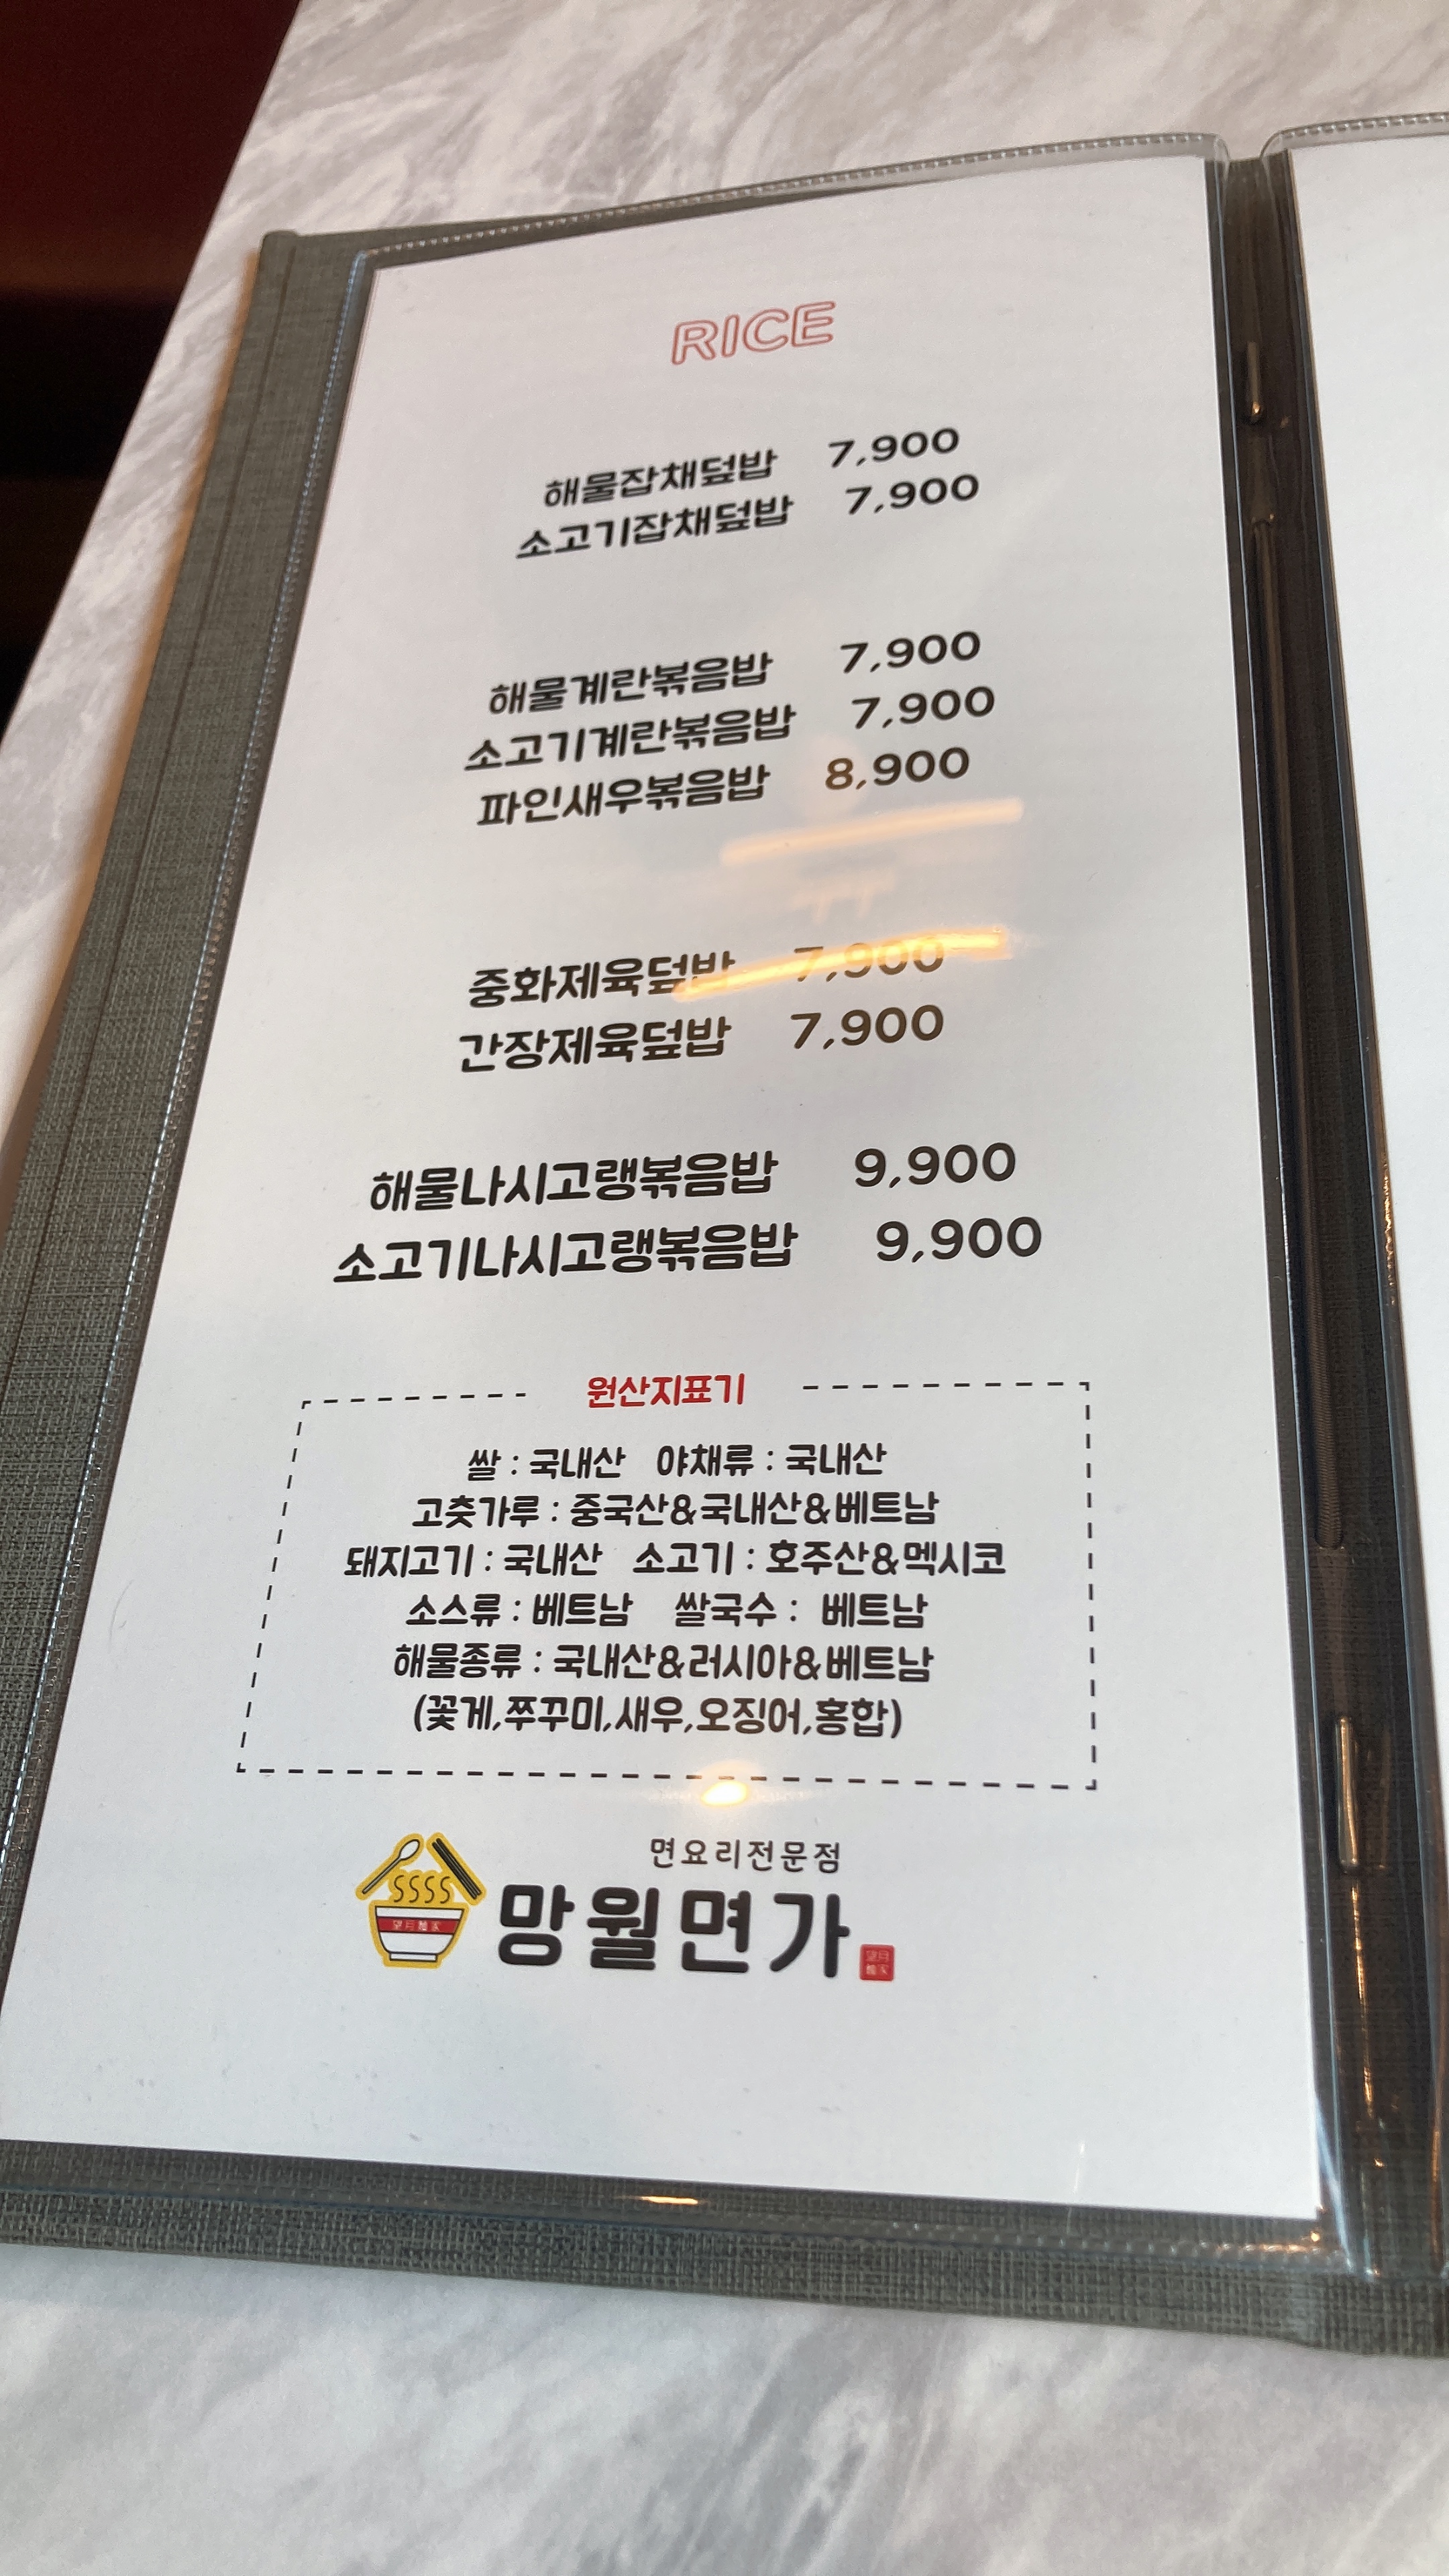 RICE
해물잡채덮밥 7,900
소고기잡채덮밥 7,900
해물계란볶음밥 7,900
소고기계란볶음밥 7,900
파인새우볶음밥 8,900
중화제육덮밥 7,900
간장제육덮밥 7,900
해물나시고랭볶음밥 9,900
소고기나시고랭볶음밥 9,900
원산지표기
쌀 : 국내산 야채류 : 국내산
고춧가루 : 중국산&국내산&베트남
돼지고기 : 국내산 소고기 : 호주산&멕시코
소스류 : 베트남 쌀국수 : 베트남
해물종류 : 국내산&러시아&베트남
(꽃게,쭈꾸미,새우,오징어,홍합)
면요리전문점
망월면가
望月麵家
望月
麵家